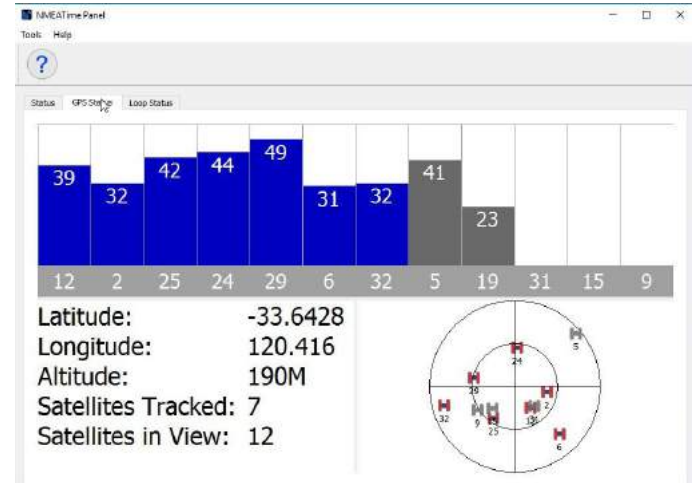 NMEATime Panel
Tools Help
?
Status GPS Status Loop Status
39 32 42 44 49 31 32 41 23
12 2 25 24 29 6 32 5 19 31 15 9
Latitude: -33.6428
Longitude: 120.416
Altitude: 190M
Satellites Tracked: 7
Satellites in View: 12
5
24
29
2
32
9
25
6